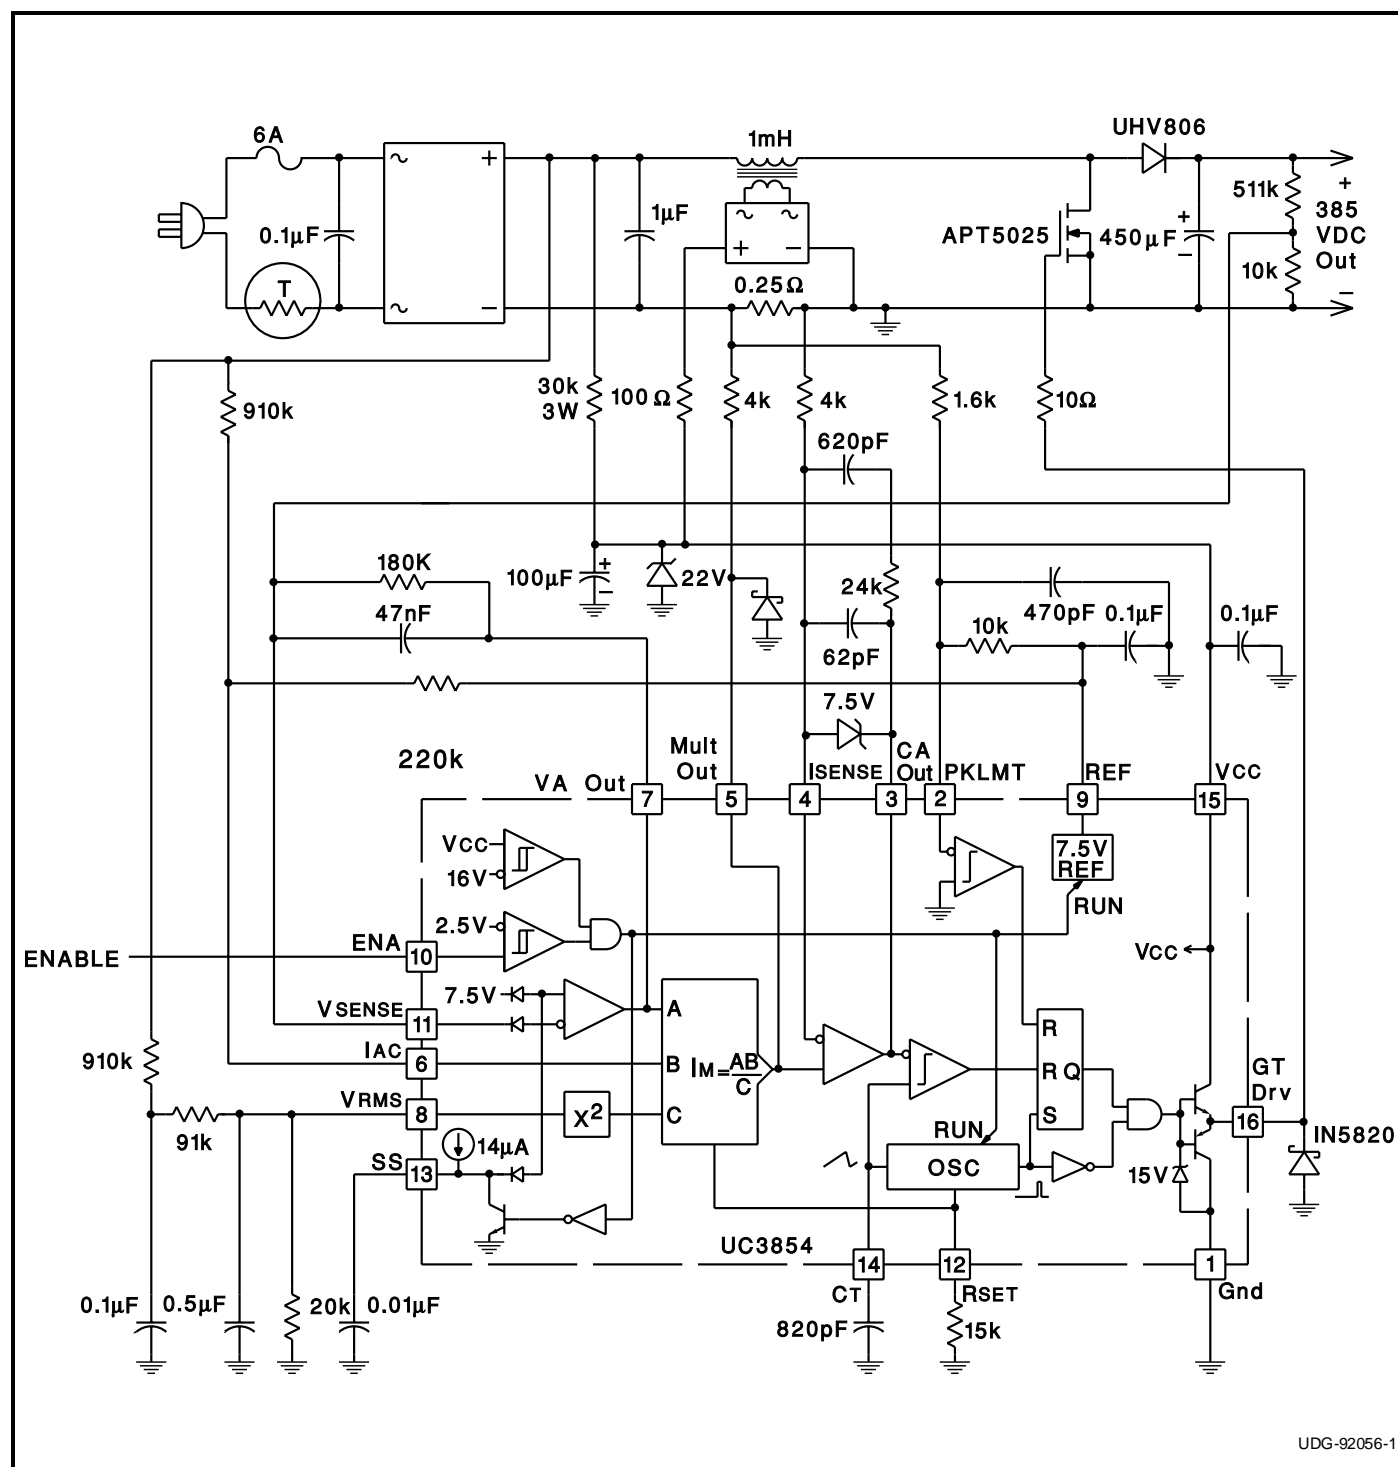 6A
1mH
UHV806
+
511k
+
0.1µF
1µF
APT5025
450µF
+
385
VDC
Out
+
−
−
10k
T
0.25Ω
−
−
910k
30k
3W
100Ω
4k
4k
1.6k
10Ω
620pF
180K
100µF
+
−
22V
24k
47nF
470pF
0.1µF
0.1µF
62pF
10k
7.5V
220k
Mult
Out
VA Out
ISENSE
CA
Out
PKLMT
REF
VCC
7
5
4
3
2
9
15
VCC
16V
7.5V
REF
RUN
2.5V
ENABLE
ENA
10
VCC
7.5V
VSENSE
11
A
R
IAC
6
B
IM=AB/C
R Q
910k
GT
Drv
VRMS
8
X2
C
S
16
91k
14µA
RUN
IN5820
SS
13
OSC
15V
UC3854
14
12
1
CT
RSET
Gnd
0.1µF
0.5µF
20k
0.01µF
820pF
15k
UDG-92056-1